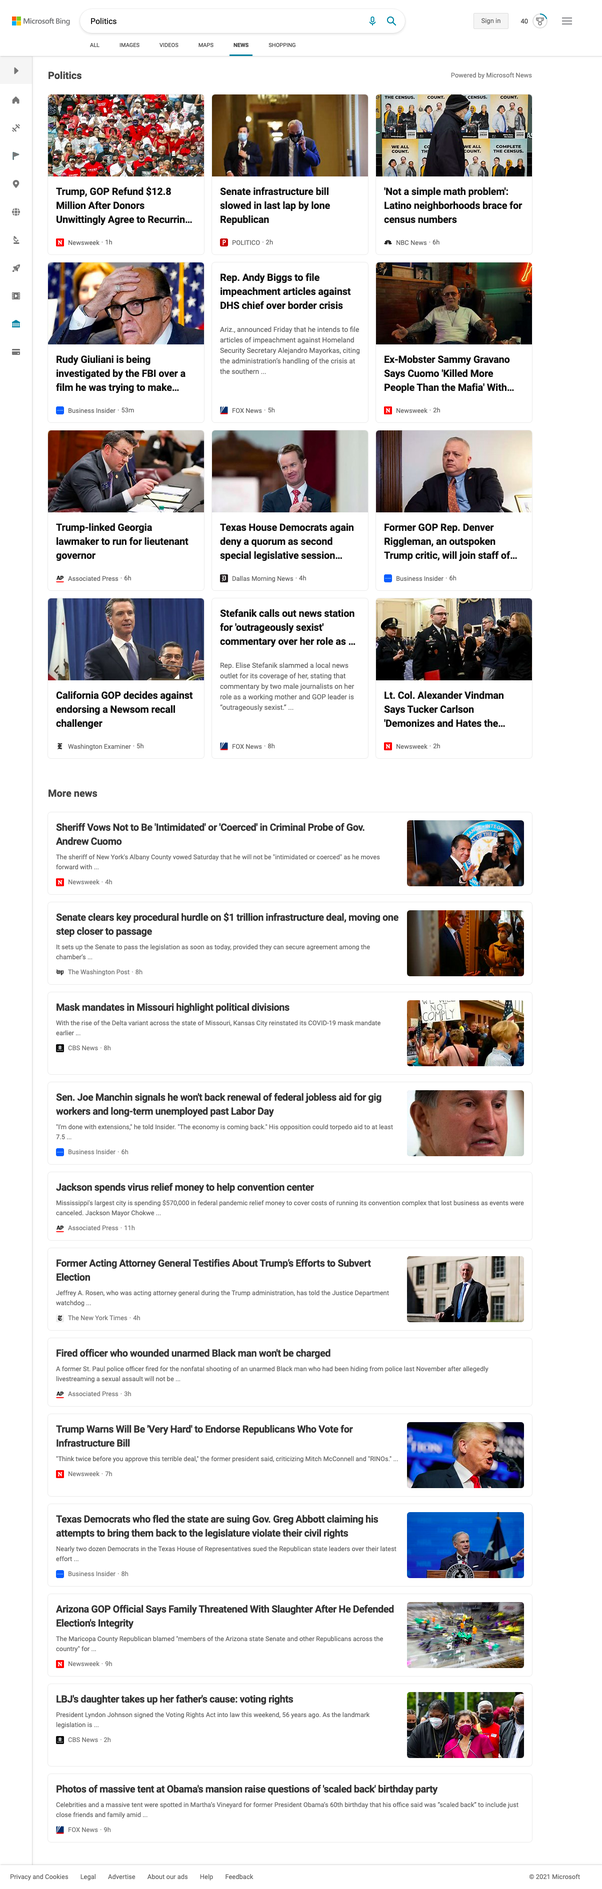 Microsoft Bing
Politics
Sign in
40
ALL
IMAGES
VIDEOS
MAPS
NEWS
SHOPPING
Politics
Powered by Microsoft News
Trump, GOP Refund $12.8
Million After Donors
Unwittingly Agree to Recurrin...
Newsweek · 1h
Senate infrastructure bill
slowed in last lap by lone
Republican
POLITICO · 2h
THE CENSUS.
'Not a simple math problem':
Latino neighborhoods brace for
census numbers
NBC News · 6h
Rudy Giuliani is being
investigated by the FBI over a
film he was trying to make...
Business Insider · 53m
Rep. Andy Biggs to file
impeachment articles against
DHS chief over border crisis
Ariz., announced Friday that he intends to file
articles of impeachment against Homeland
Security Secretary Alejandro Mayorkas, citing
the administration's handling of the crisis at
the southern ...
FOX News · 5h
Ex-Mobster Sammy Gravano
Says Cuomo 'Killed More
People Than the Mafia' With...
Newsweek · 2h
Trump-linked Georgia
lawmaker to run for lieutenant
governor
AP Associated Press · 6h
Texas House Democrats again
deny a quorum as second
special legislative session...
Dallas Morning News · 4h
Former GOP Rep. Denver
Riggleman, an outspoken
Trump critic, will join staff of...
Business Insider · 6h
California GOP decides against
endorsing a Newsom recall
challenger
Washington Examiner · 5h
Stefanik calls out news station
for 'outrageously sexist'
commentary over her role as ...
Rep. Elise Stefanik slammed a local news
outlet for its coverage of her, stating that
commentary by two male journalists on her
role as a working mother and GOP leader is
"outrageously sexist." ...
FOX News · 8h
Lt. Col. Alexander Vindman
Says Tucker Carlson
'Demonizes and Hates the...
Newsweek · 2h
More news
Sheriff Vows Not to Be 'Intimidated' or 'Coerced' in Criminal Probe of Gov.
Andrew Cuomo
The sheriff of New York's Albany County vowed Saturday that he will not be "intimidated or coerced" as he moves
forward with ...
Newsweek · 4h
Senate clears key procedural hurdle on $1 trillion infrastructure deal, moving one
step closer to passage
It sets up the Senate to pass the legislation as soon as today, provided they can secure agreement among the
chamber's ...
wp The Washington Post · 8h
Mask mandates in Missouri highlight political divisions
With the rise of the Delta variant across the state of Missouri, Kansas City reinstated its COVID-19 mask mandate
earlier ...
CBS News · 8h
NOT
COMPLY
Sen. Joe Manchin signals he won't back renewal of federal jobless aid for gig
workers and long-term unemployed past Labor Day
"I'm done with extensions," he told Insider. "The economy is coming back." His opposition could torpedo aid to at least
7.5 ...
Business Insider · 6h
Jackson spends virus relief money to help convention center
Mississippi's largest city is spending $570,000 in federal pandemic relief money to cover costs of running its convention complex that lost business as events were
canceled. Jackson Mayor Chokwe ...
AP Associated Press · 11h
Former Acting Attorney General Testifies About Trump's Efforts to Subvert
Election
Jeffrey A. Rosen, who was acting attorney general during the Trump administration, has told the Justice Department
watchdog ...
The New York Times · 4h
Fired officer who wounded unarmed Black man won't be charged
A former St. Paul police officer fired for the nonfatal shooting of an unarmed Black man who had been hiding from police last November after allegedly
livestreaming a sexual assault will not be ...
AP Associated Press · 3h
Trump Warns Will Be 'Very Hard' to Endorse Republicans Who Vote for
Infrastructure Bill
"Think twice before you approve this terrible deal," the former president said, criticizing Mitch McConnell and "RINOs." ...
Newsweek · 7h
Texas Democrats who fled the state are suing Gov. Greg Abbott claiming his
attempts to bring them back to the legislature violate their civil rights
Nearly two dozen Democrats in the Texas House of Representatives sued the Republican state leaders over their latest
effort ...
Business Insider · 8h
Arizona GOP Official Says Family Threatened With Slaughter After He Defended
Election's Integrity
The Maricopa County Republican blamed "members of the Arizona state Senate and other Republicans across the
country" for ...
Newsweek · 9h
LBJ's daughter takes up her father's cause: voting rights
President Lyndon Johnson signed the Voting Rights Act into law this weekend, 56 years ago. As the landmark
legislation is ...
CBS News · 2h
Photos of massive tent at Obama's mansion raise questions of 'scaled back' birthday party
Celebrities and a massive tent were spotted in Martha's Vineyard for former President Obama's 60th birthday that his office said was "scaled back" to include just
close friends and family amid ...
FOX News · 9h
Privacy and Cookies
Legal
Advertise
About our ads
Help
Feedback
© 2021 Microsoft